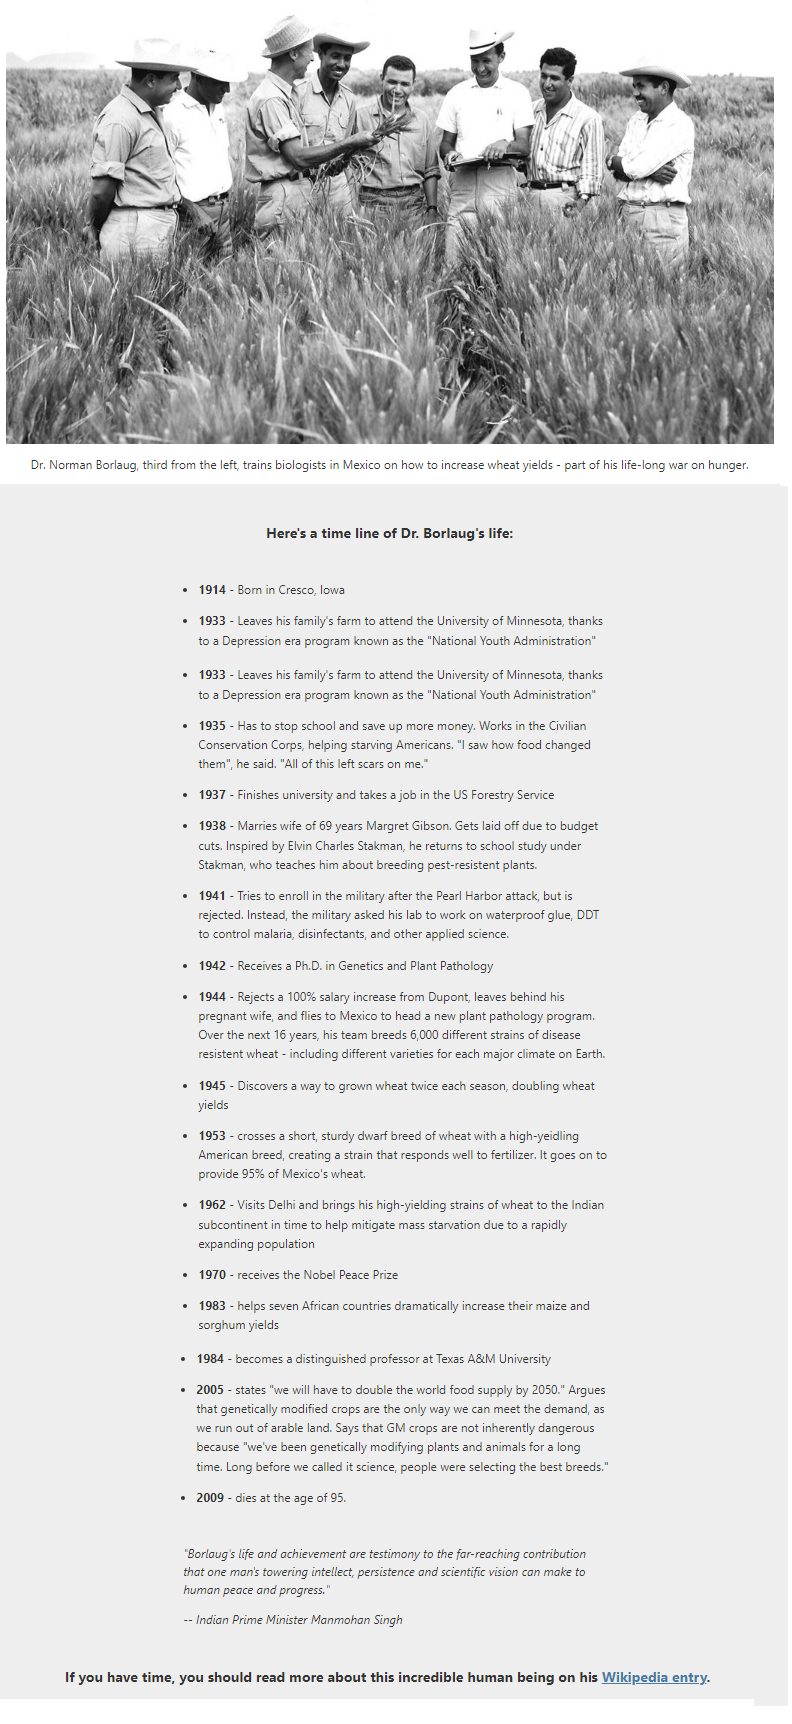 Dr. Norman Borlaug, third from the left, trains biologists in Mexico on how to increase wheat yields - part of his life-long war on hunger.
Here's a time line of Dr. Borlaug's life:
• 1914 - Born in Cresco, Iowa
• 1933 - Leaves his family's farm to attend the University of Minnesota, thanks
to a Depression era program known as the "National Youth Administration"
• 1933 - Leaves his family's farm to attend the University of Minnesota, thanks
to a Depression era program known as the "National Youth Administration"
• 1935 - Has to stop school and save up more money. Works in the Civilian
Conservation Corps, helping starving Americans. "I saw how food changed
them", he said. "All of this left scars on me."
• 1937 - Finishes university and takes a job in the US Forestry Service
• 1938 - Marries wife of 69 years Margret Gibson. Gets laid off due to budget
cuts. Inspired by Elvin Charles Stakman, he returns to school study under
Stakman, who teaches him about breeding pest-resistent plants.
• 1941 - Tries to enroll in the military after the Pearl Harbor attack, but is
rejected. Instead, the military asked his lab to work on waterproof glue, DDT
to control malaria, disinfectants, and other applied science.
• 1942 - Receives a Ph.D. in Genetics and Plant Pathology
• 1944 - Rejects a 100% salary increase from Dupont, leaves behind his
pregnant wife, and flies to Mexico to head a new plant pathology program.
Over the next 16 years, his team breeds 6,000 different strains of disease
resistent wheat - including different varieties for each major climate on Earth.
• 1945 - Discovers a way to grown wheat twice each season, doubling wheat
yields
• 1953 - crosses a short, sturdy dwarf breed of wheat with a high-yeidling
American breed, creating a strain that responds well to fertilizer. It goes on to
provide 95% of Mexico's wheat.
• 1962 - Visits Delhi and brings his high-yielding strains of wheat to the Indian
subcontinent in time to help mitigate mass starvation due to a rapidly
expanding population
• 1970 - receives the Nobel Peace Prize
• 1983 - helps seven African countries dramatically increase their maize and
sorghum yields
• 1984 - becomes a distinguished professor at Texas A&M University
• 2005 - states "we will have to double the world food supply by 2050." Argues
that genetically modified crops are the only way we can meet the demand, as
we run out of arable land. Says that GM crops are not inherently dangerous
because "we've been genetically modifying plants and animals for a long
time. Long before we called it science, people were selecting the best breeds."
• 2009 - dies at the age of 95.
"Borlaug's life and achievement are testimony to the far-reaching contribution
that one man's towering intellect, persistence and scientific vision can make to
human peace and progress."
-- Indian Prime Minister Manmohan Singh
If you have time, you should read more about this incredible human being on his Wikipedia entry.